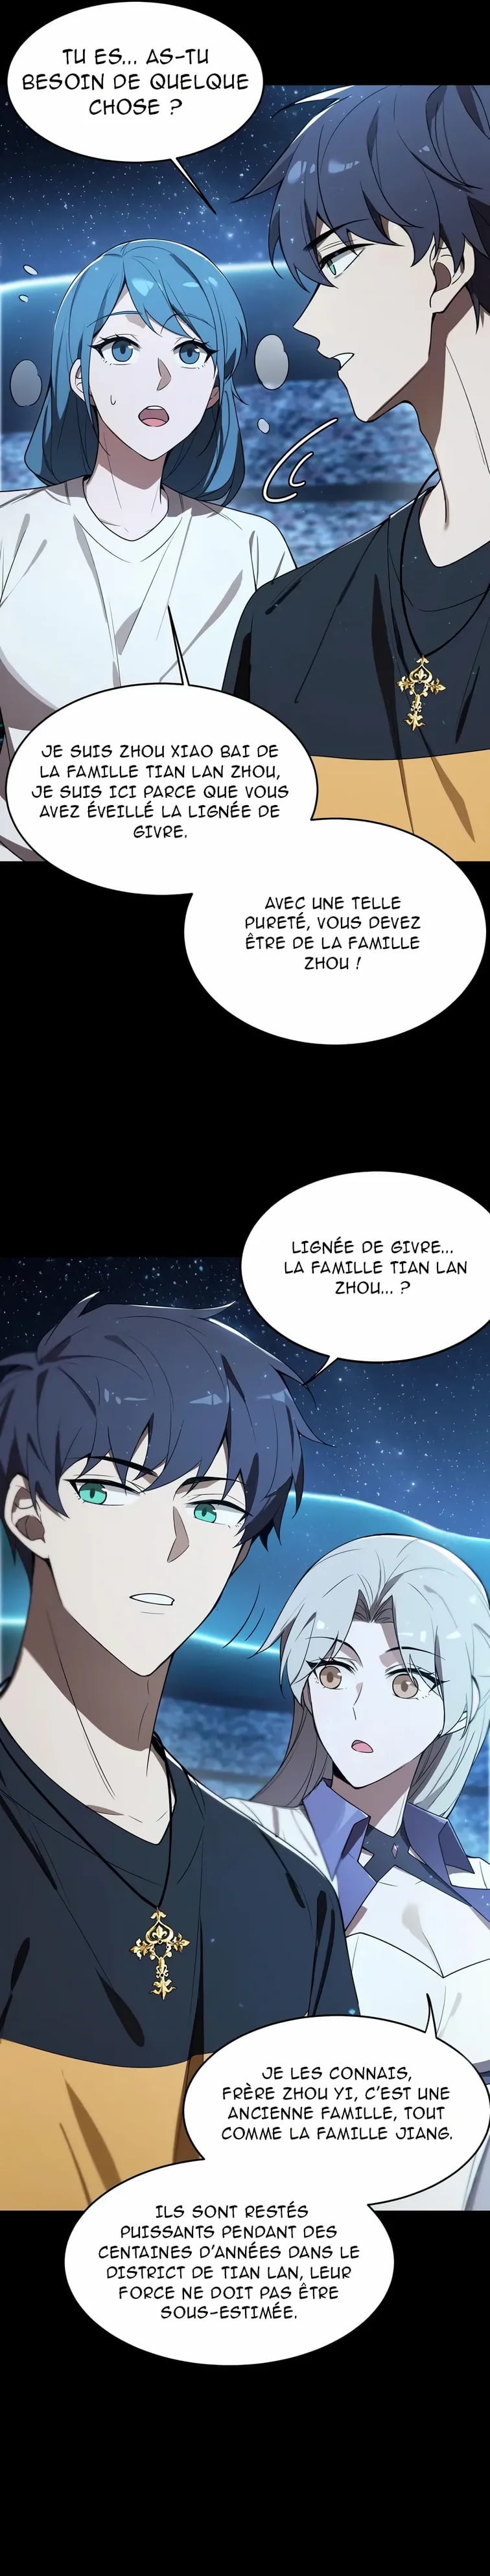 TU ES... AS-TU
BESOIN DE QUELQUE
CHOSE ?
JE SUIS ZHOU XIAO BAI DE
LA FAMILLE TIAN LAN ZHOU,
JE SUIS ICI PARCE QUE VOUS
AVEZ ÉVEILLÉ LA LIGNÉE DE
GIVRE.
AVEC UNE TELLE
PURETÉ, VOUS DEVEZ
ÊTRE DE LA FAMILLE
ZHOU !
LIGNÉE DE GIVRE...
LA FAMILLE TIAN LAN
ZHOU... ?
JE LES CONNAIS,
FRÈRE ZHOU YI, C'EST UNE
ANCIENNE FAMILLE, TOUT
COMME LA FAMILLE JIANG.
ILS SONT RESTÉS
PUISSANTS PENDANT DES
CENTAINES D'ANNÉES DANS LE
DISTRICT DE TIAN LAN, LEUR
FORCE NE DOIT PAS ÊTRE
SOUS-ESTIMÉE.